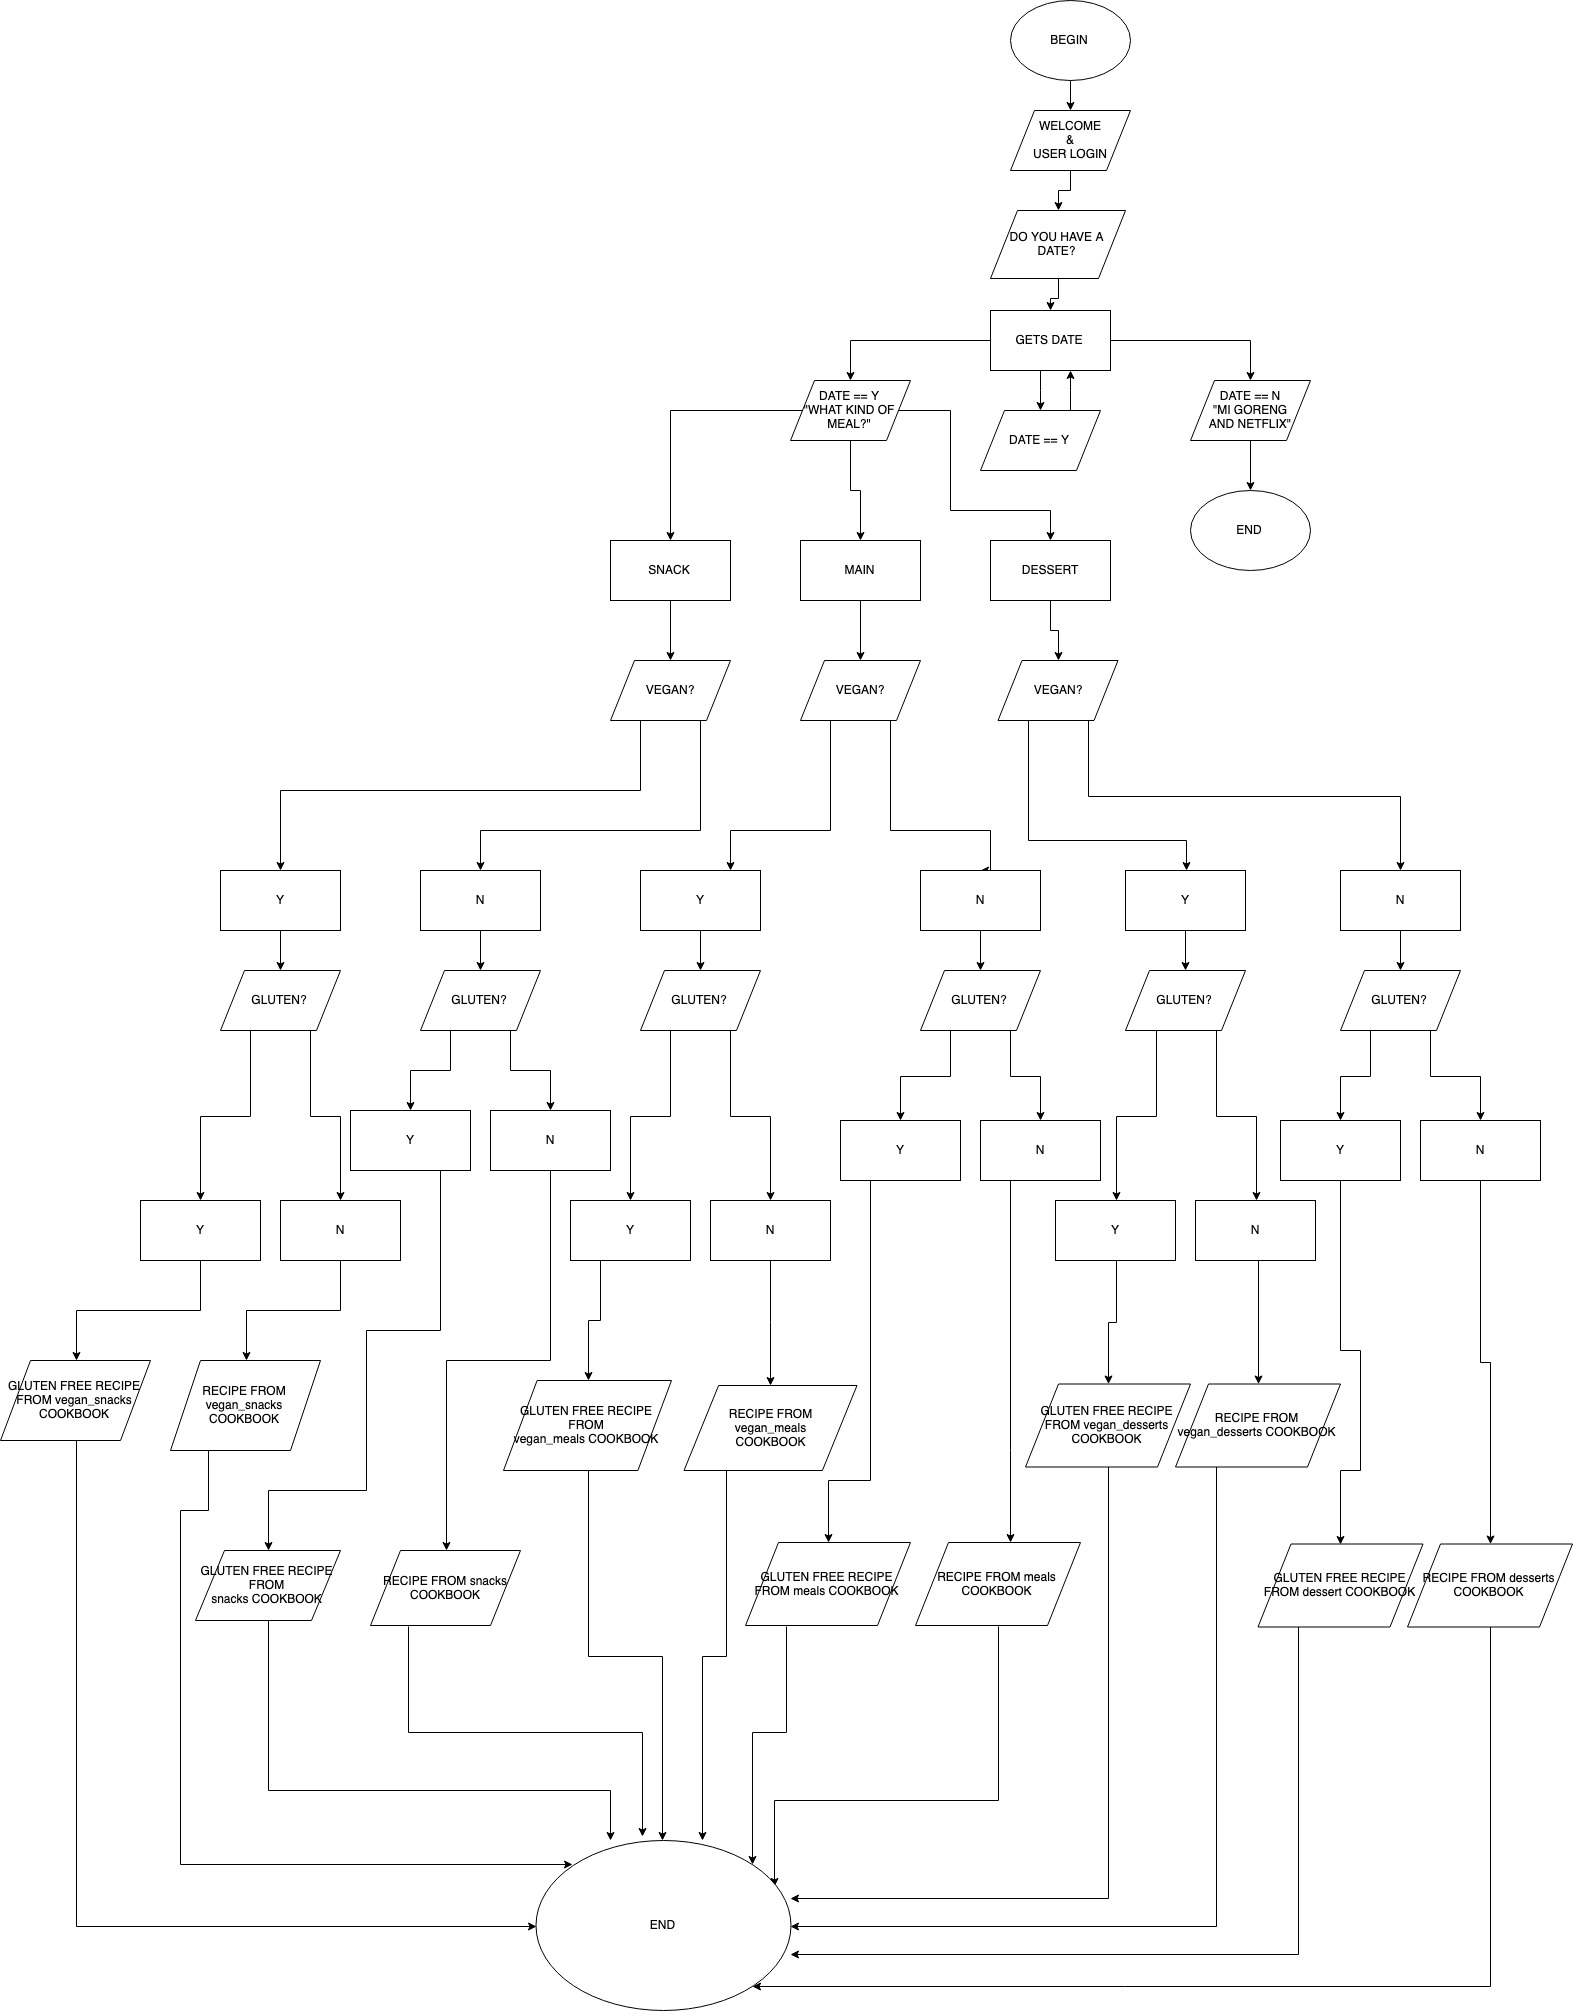 BEGIN
WELCOME
&
USER LOGIN
DO YOU HAVE A
DATE?
GETS DATE
DATE == Y
"WHAT KIND OF
MEAL?"
DATE == Y
DATE == N
"MI GORENG
AND NETFLIX"
END
SNACK
MAIN
DESSERT
VEGAN?
VEGAN?
VEGAN?
Y
N
Y
N
Y
N
GLUTEN?
GLUTEN?
GLUTEN?
GLUTEN?
GLUTEN?
GLUTEN?
Y
N
Y
N
Y
N
Y
N
Y
N
Y
N
GLUTEN FREE RECIPE
FROM vegan_snacks
COOKBOOK
RECIPE FROM
vegan_snacks
COOKBOOK
GLUTEN FREE RECIPE
FROM
vegan_meals COOKBOOK
RECIPE FROM
vegan_meals
COOKBOOK
GLUTEN FREE RECIPE
FROM vegan_desserts
COOKBOOK
RECIPE FROM
vegan_desserts COOKBOOK
GLUTEN FREE RECIPE
FROM
snacks COOKBOOK
RECIPE FROM snacks
COOKBOOK
GLUTEN FREE RECIPE
FROM meals COOKBOOK
RECIPE FROM meals
COOKBOOK
GLUTEN FREE RECIPE
FROM dessert COOKBOOK
RECIPE FROM desserts
COOKBOOK
END